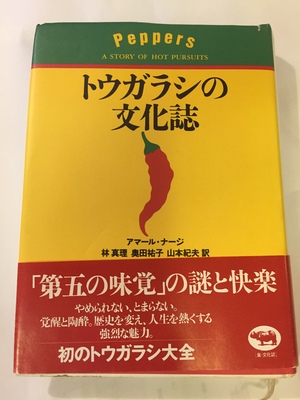 Peppers
A STORY OF HOT PURSUITS
トウガラシの
文化誌
アマール・ナージ
林 真理 奥田祐子 山本紀夫 訳
「第五の味覚」の謎と快楽
やめられない、とまらない。
覚醒と陶酔。歴史を変え、人生を熱くする
強烈な魅力。
初のトウガラシ大全